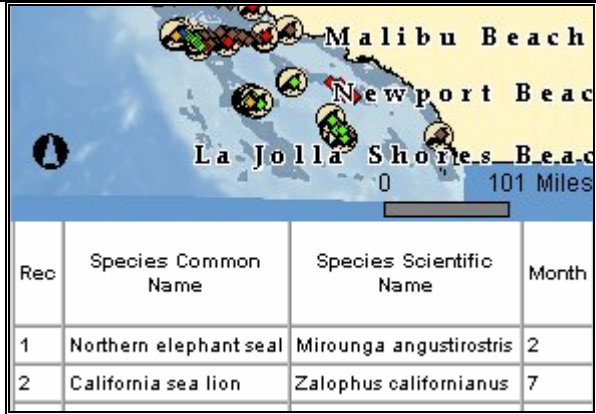 Malibu Beach
Newport Beac
La Jolla Shores Beac
0 101 Miles
Rec Species Common Name Species Scientific Name Month
1 Northern elephant seal Mirounga angustirostris 2
2 California sea lion Zalophus californianus 7